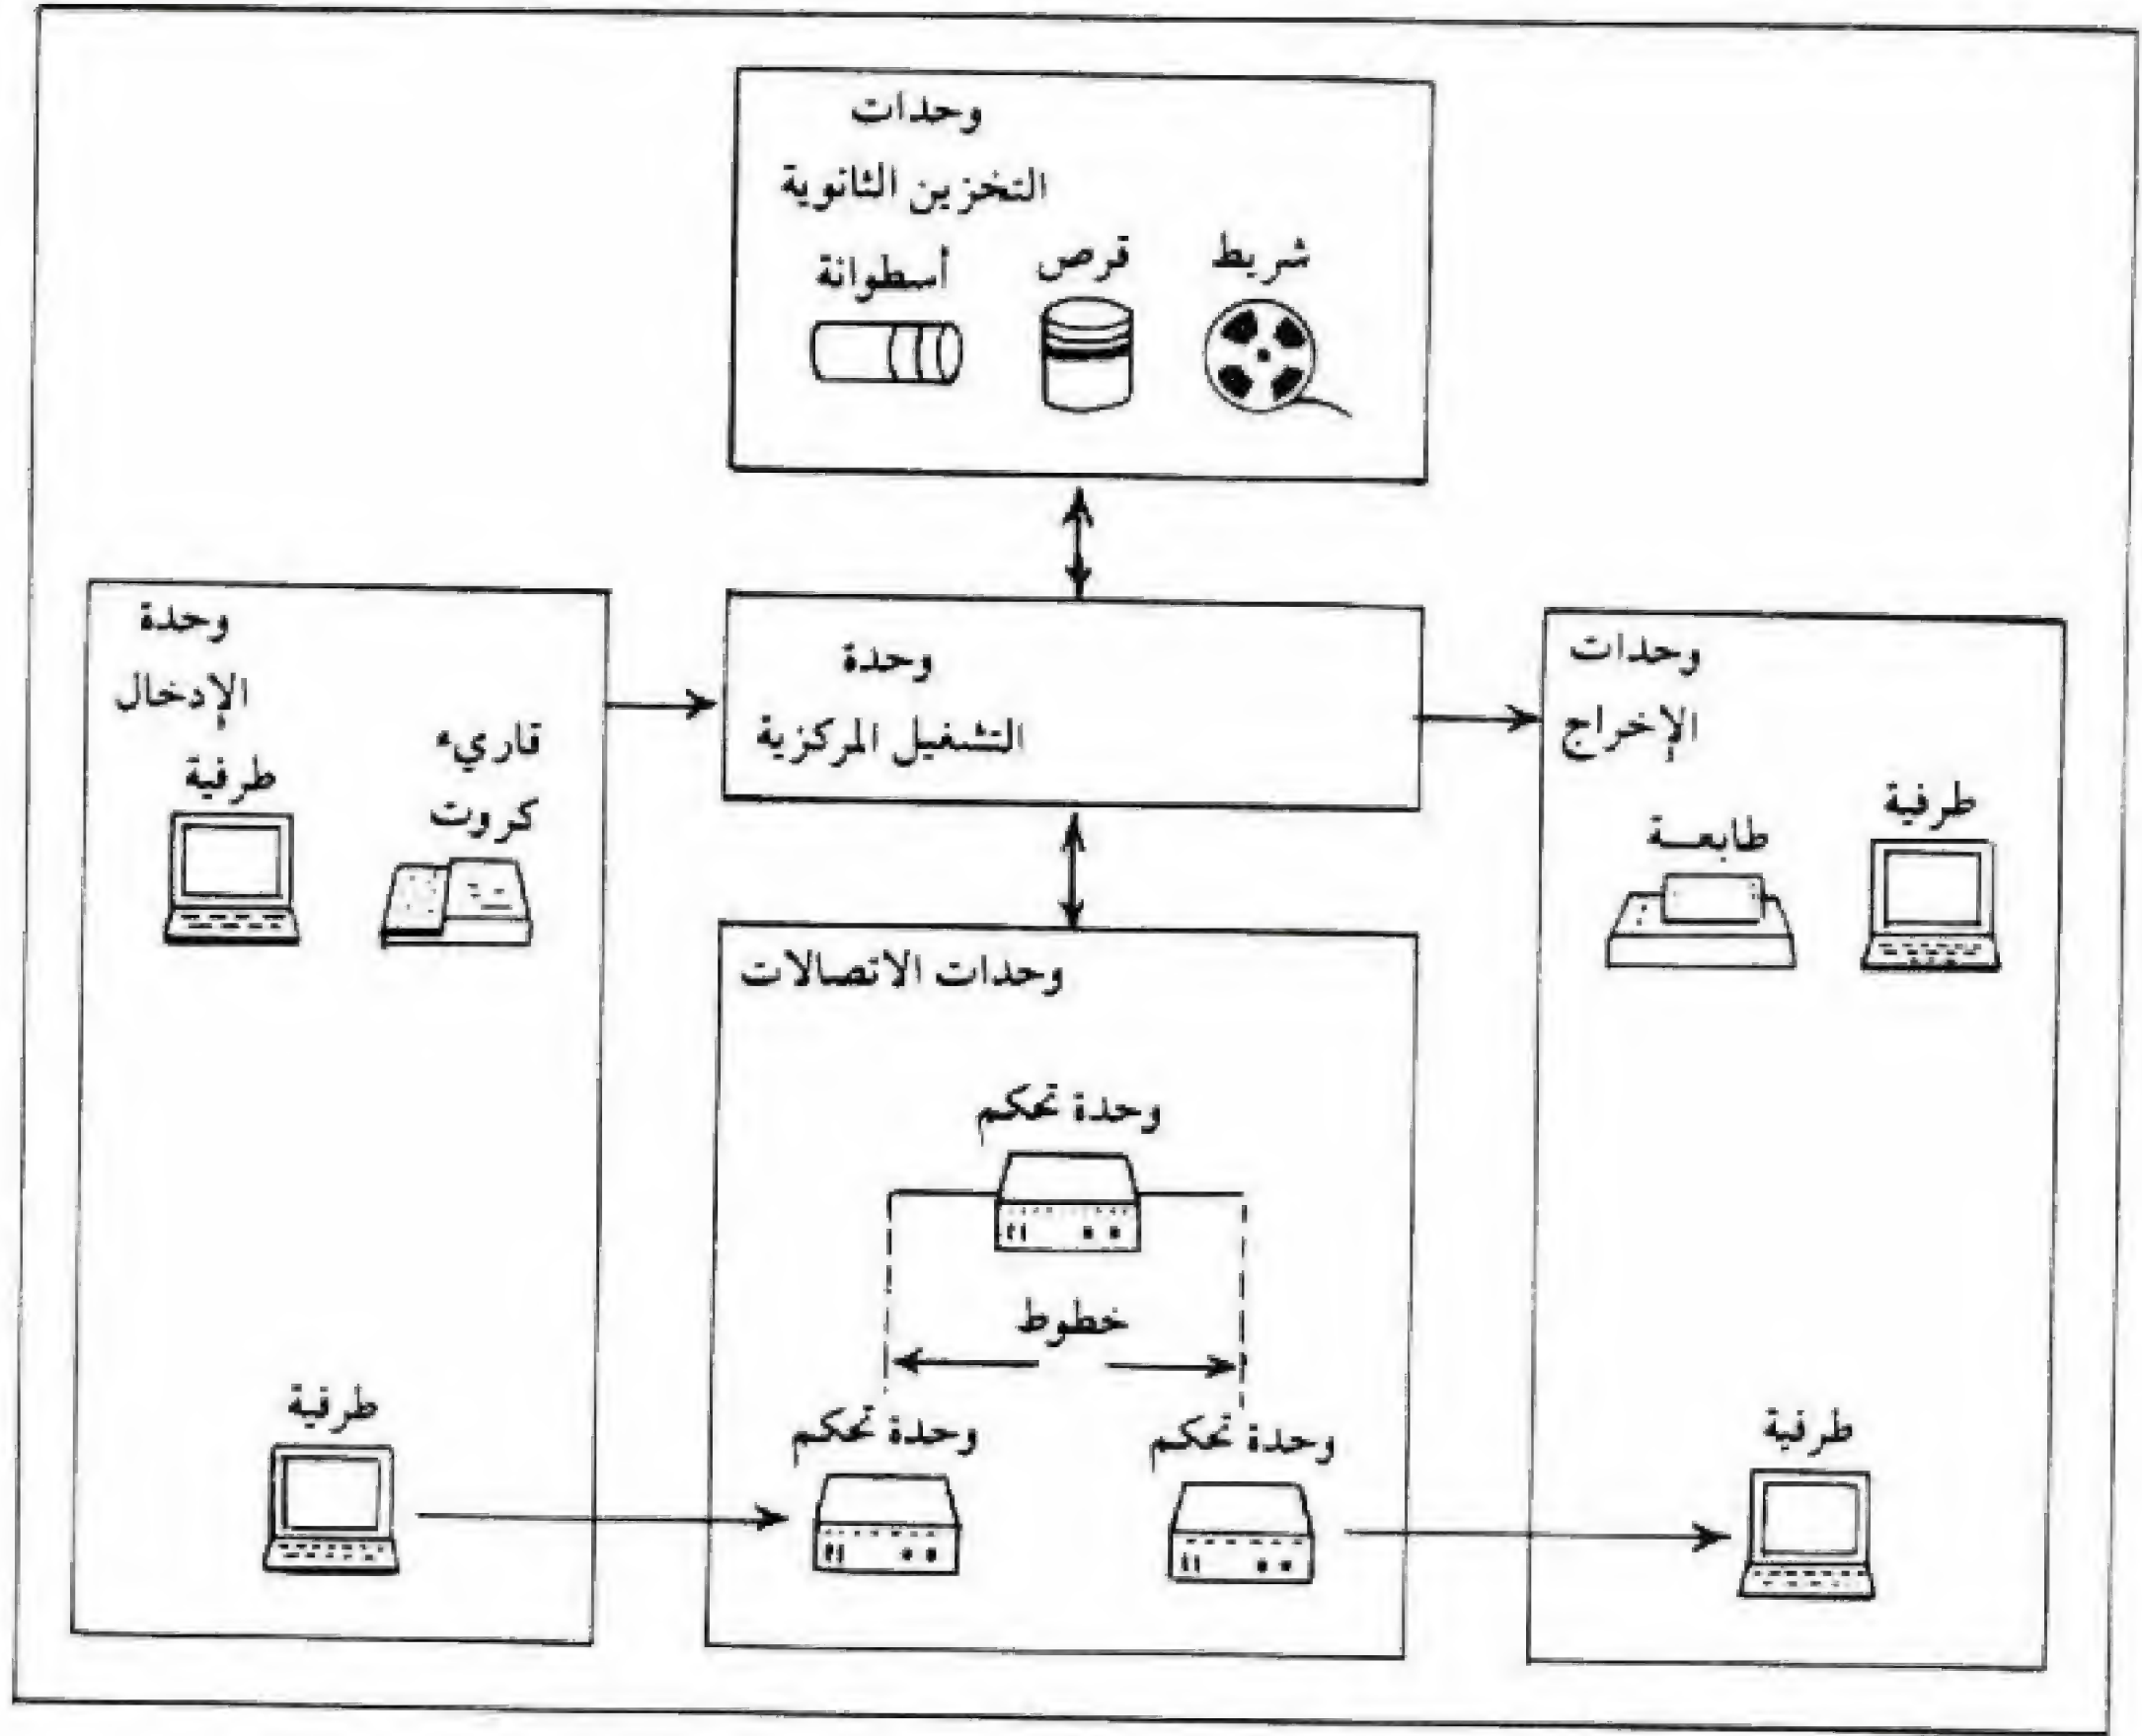 وحدات
التخزين الثانوية
شريط
قرص
أسطوانة
وحدة
التشغيل المركزية
وحدات
الإخراج
طرفية
طابعـة
وحدة
الإدخال
قاريء
كروت
طرفية
وحدات الاتصالات
وحدة تحكم
خطوط
وحدة تحكم
وحدة تحكم
طرفية
طرفية